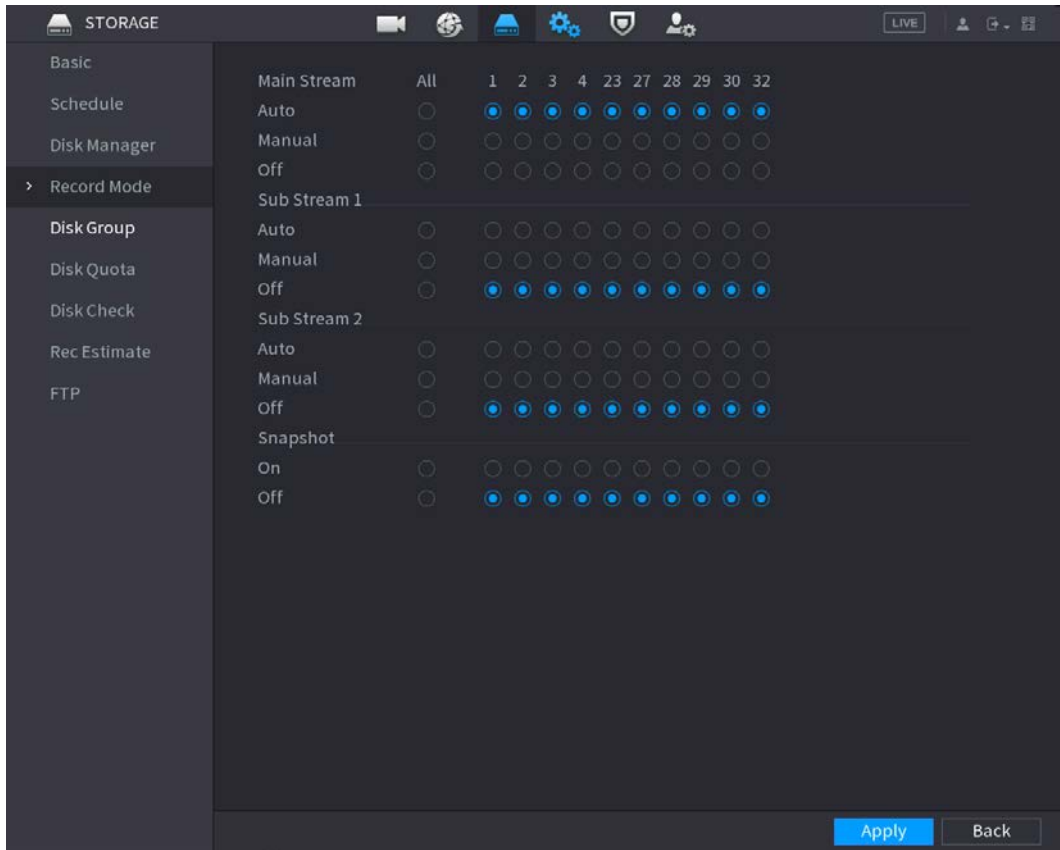 STORAGE
LIVE
Basic
Schedule
Disk Manager
Record Mode
Disk Group
Disk Quota
Disk Check
Rec Estimate
FTP
Main Stream All 1 2 3 4 23 27 28 29 30 32
Auto
Manual
Off
Sub Stream 1
Auto
Manual
Off
Sub Stream 2
Auto
Manual
Off
Snapshot
On
Off
Apply Back